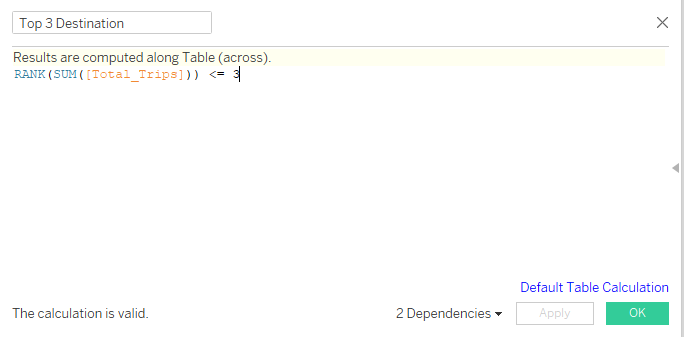 Top 3 Destination
Results are computed along Table (across).
RANK(SUM([Total_Trips])) <= 3
Default Table Calculation
The calculation is valid.
2 Dependencies
Apply
OK